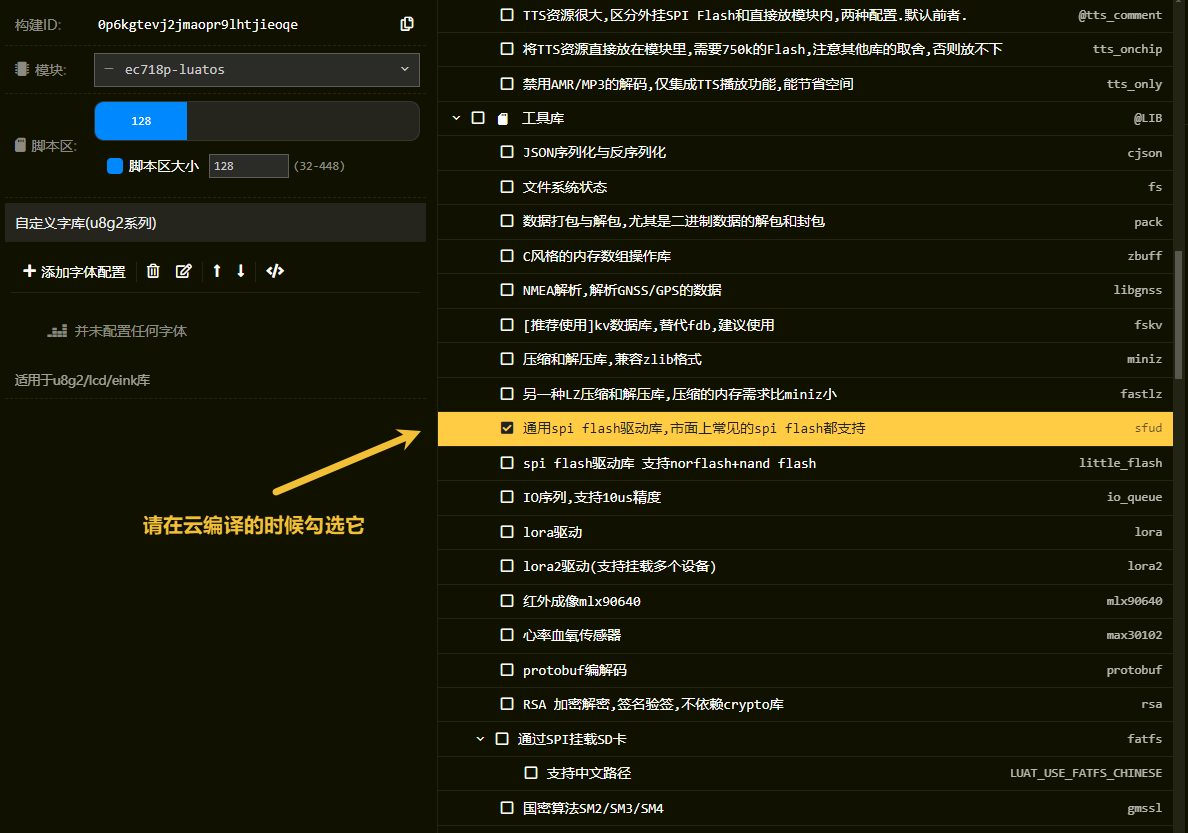 构建ID: 0p6kgtevj2jmaopr9lhtjieoqe
模块: — ec718p-luatos
128
脚本区:
脚本区大小 128 (32-448)
自定义字库(u8g2系列)
添加字体配置
并未配置任何字体
适用于u8g2/lcd/eink库
请在云编译的时候勾选它
TTS资源很大,区分外挂SPI Flash和直接放模块内,两种配置.默认前者. @tts_comment
将TTS资源直接放在模块里,需要750k的Flash,注意其他库的取舍,否则放不下 tts_onchip
禁用AMR/MP3的解码,仅集成TTS播放功能,能节省空间 tts_only
工具库 @LIB
JSON序列化与反序列化 cjson
文件系统状态 fs
数据打包与解包,尤其是二进制数据的解包和封包 pack
C风格的内存数组操作库 zbuff
NMEA解析,解析GNSS/GPS的数据 libgnss
[推荐使用]kv数据库,替代fdb,建议使用 fskv
压缩和解压库,兼容zlib格式 miniz
另一种LZ压缩和解压库,压缩的内存需求比miniz小 fastlz
通用spi flash驱动库,市面上常见的spi flash都支持 sfud
spi flash驱动库 支持norflash+nand flash little_flash
IO序列,支持10us精度 io_queue
lora驱动 lora
lora2驱动(支持挂载多个设备) lora2
红外成像mlx90640 mlx90640
心率血氧传感器 max30102
protobuf编解码 protobuf
RSA 加密解密,签名验签,不依赖crypto库 rsa
通过SPI挂载SD卡 fatfs
支持中文路径 LUAT_USE_FATFS_CHINESE
国密算法SM2/SM3/SM4 gmssl